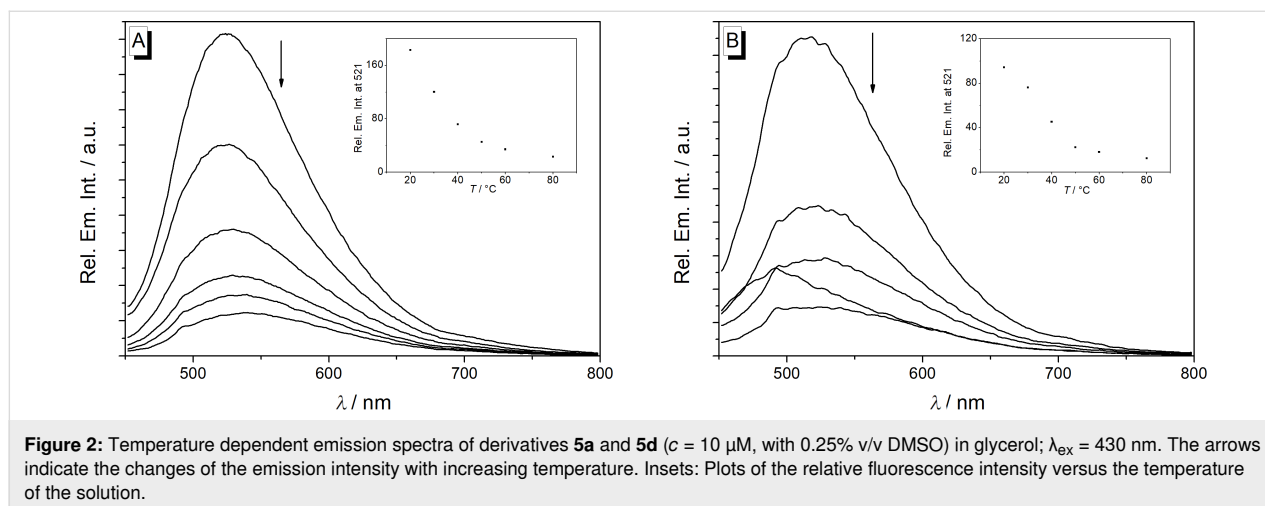 A
Rel. Em. Int. / a.u.
Rel. Em. Int. at 521
160
80
0
20 40 60 80
T / °C
500 600 700 800
λ / nm
B
Rel. Em. Int. / a.u.
Rel. Em. Int. at 521
120
80
40
0
20 40 60 80
T / °C
500 600 700 800
λ / nm
Figure 2: Temperature dependent emission spectra of derivatives 5a and 5d (c = 10 µM, with 0.25% v/v DMSO) in glycerol; λex = 430 nm. The arrows
indicate the changes of the emission intensity with increasing temperature. Insets: Plots of the relative fluorescence intensity versus the temperature
of the solution.